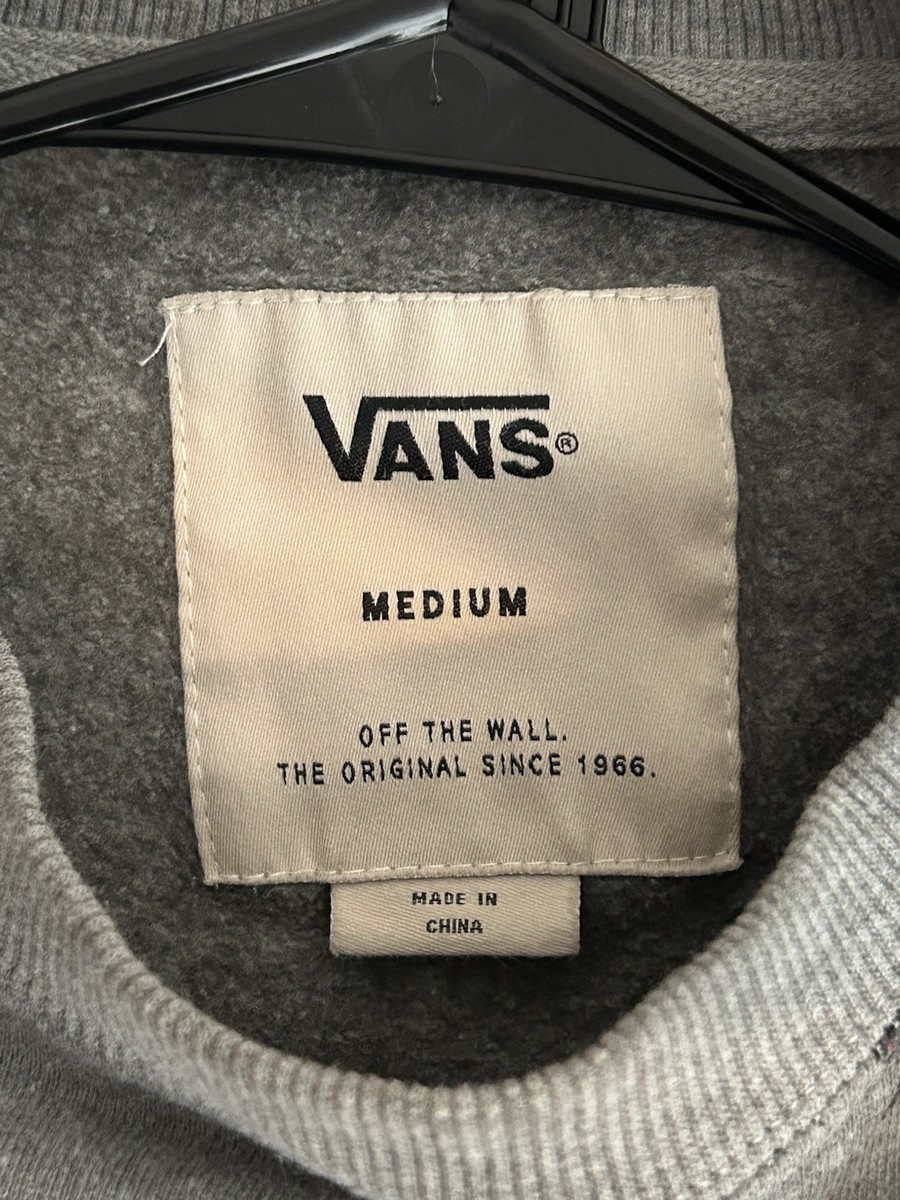 VANS®
MEDIUM
OFF THE WALL.
THE ORIGINAL SINCE 1966.
MADE IN
CHINA